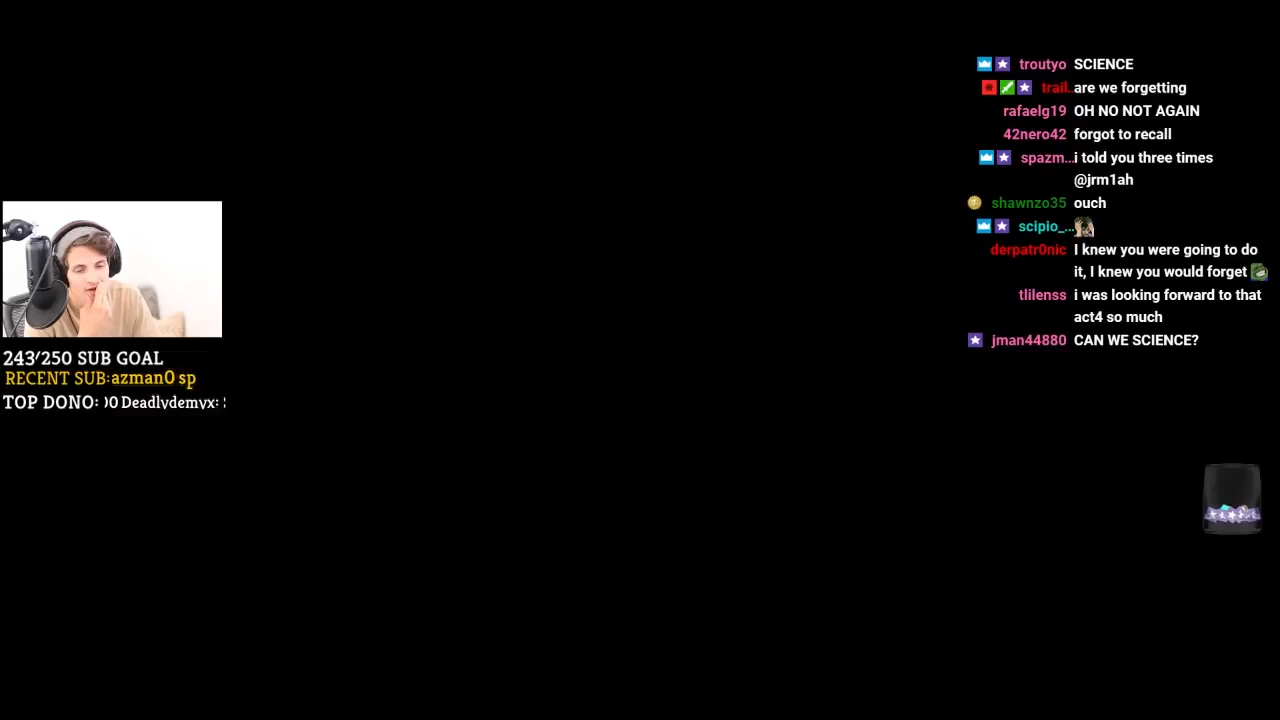 troutyo SCIENCE
trail.. are we forgetting
rafaelg19 OH NO NOT AGAIN
42nero42 forgot to recall
spazm... i told you three times
@jrm1ah
shawnzo35 ouch
scipio_...
derpatr0nic I knew you were going to do
it, I knew you would forget
tlilenss i was looking forward to that
act4 so much
jman44880 CAN WE SCIENCE?
243/250 SUB GOAL
RECENT SUB:azman0 sp
TOP DONO: 00 Deadlydemyx: